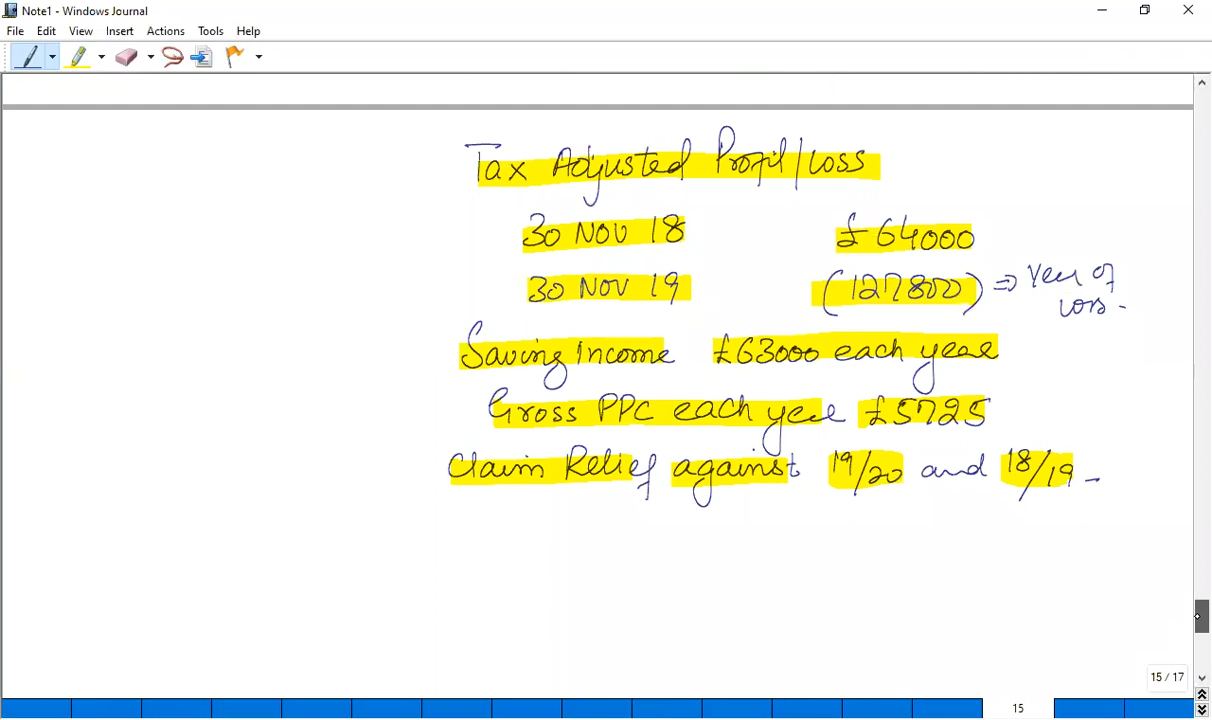 Note1 - Windows Journal
File Edit View Insert Actions Tools Help
Tax Adjusted Profit/Loss
30 Nov 18 £64000
30 Nov 19 (127800) ⇒ Year of
Loss.
Saving Income £63000 each year
Gross PPC each year £5725
Claim Relief against 19/20 and 18/19.
15 / 17
15